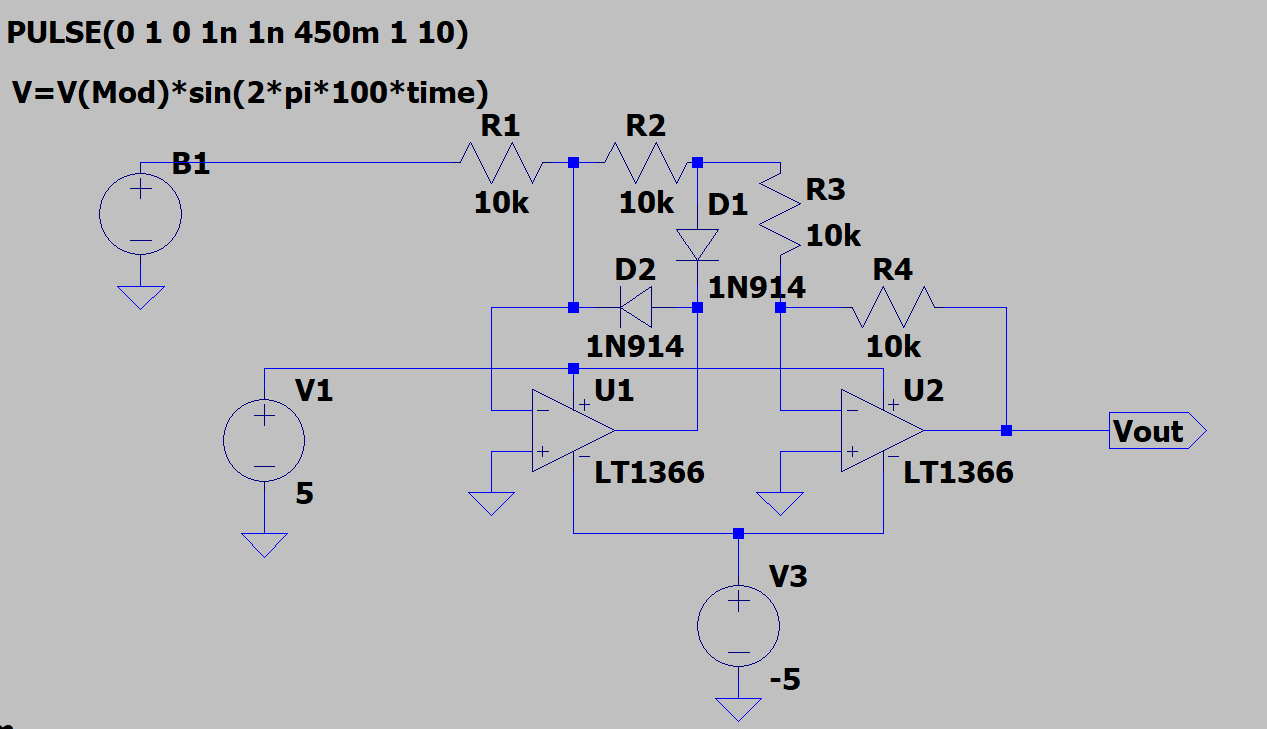 PULSE(0 1 0 1n 1n 450m 1 10)
V=V(Mod)*sin(2*pi*100*time)
R1
R2
B1
10k
10k
D1
R3
10k
D2
1N914
R4
1N914
10k
V1
U1
U2
Vout
LT1366
LT1366
5
V3
-5